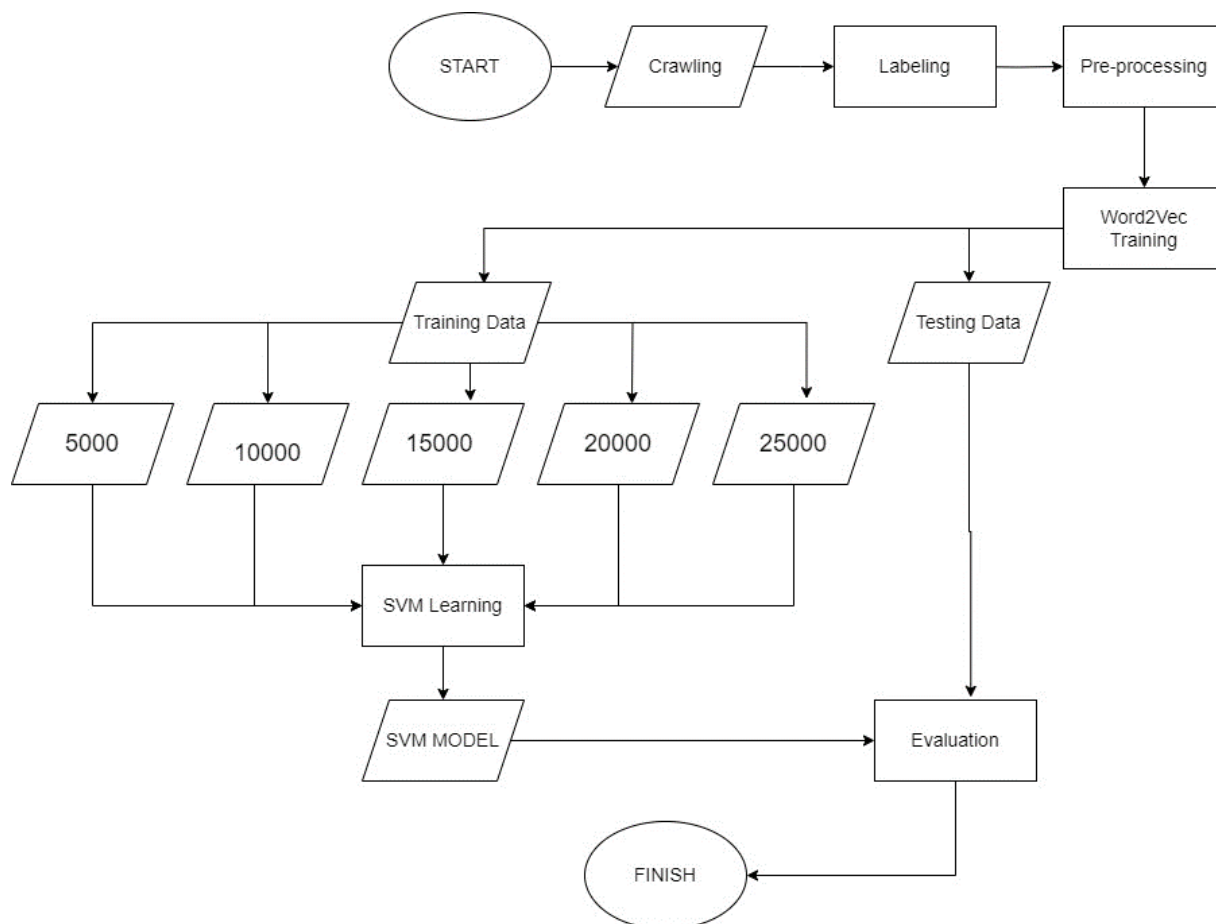 START
Crawling
Labeling
Pre-processing
Word2Vec
Training
Training Data
Testing Data
5000
10000
15000
20000
25000
SVM Learning
SVM MODEL
Evaluation
FINISH